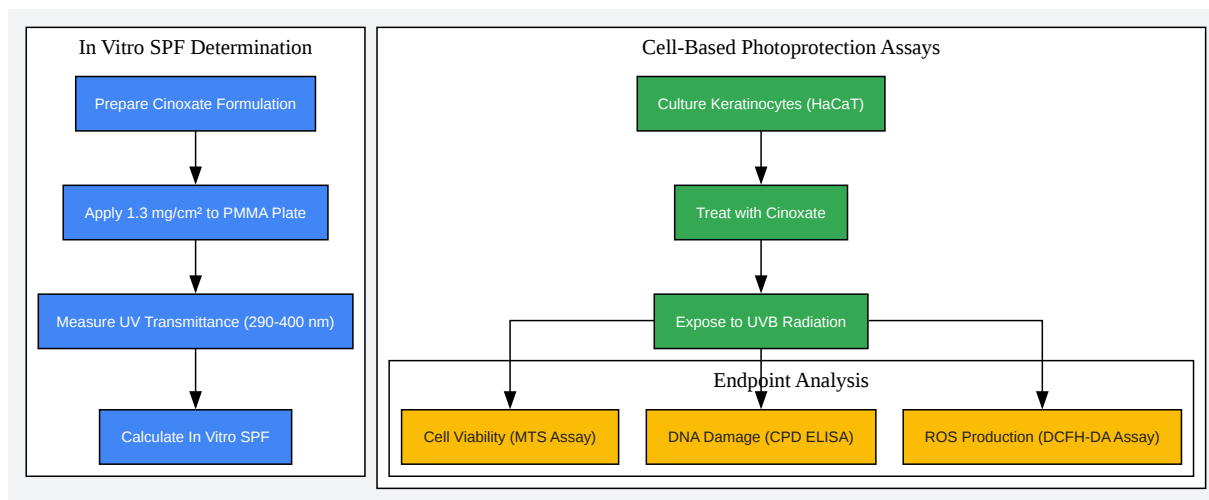 In Vitro SPF Determination
Prepare Cinoxate Formulation
Apply 1.3 mg/cm² to PMMA Plate
Measure UV Transmittance (290-400 nm)
Calculate In Vitro SPF
Cell-Based Photoprotection Assays
Culture Keratinocytes (HaCaT)
Treat with Cinoxate
Expose to UVB Radiation
Endpoint Analysis
Cell Viability (MTS Assay)
DNA Damage (CPD ELISA)
ROS Production (DCFH-DA Assay)